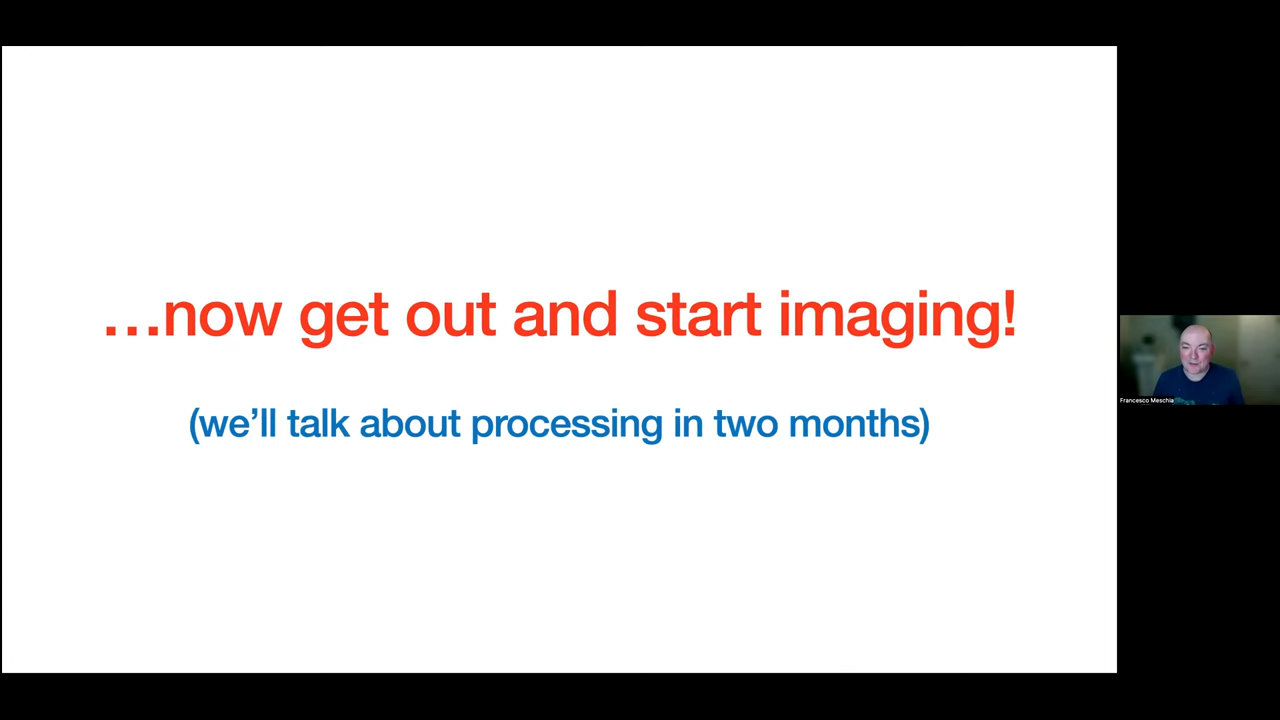 …now get out and start imaging!
(we’ll talk about processing in two months)
Francesco Meschia